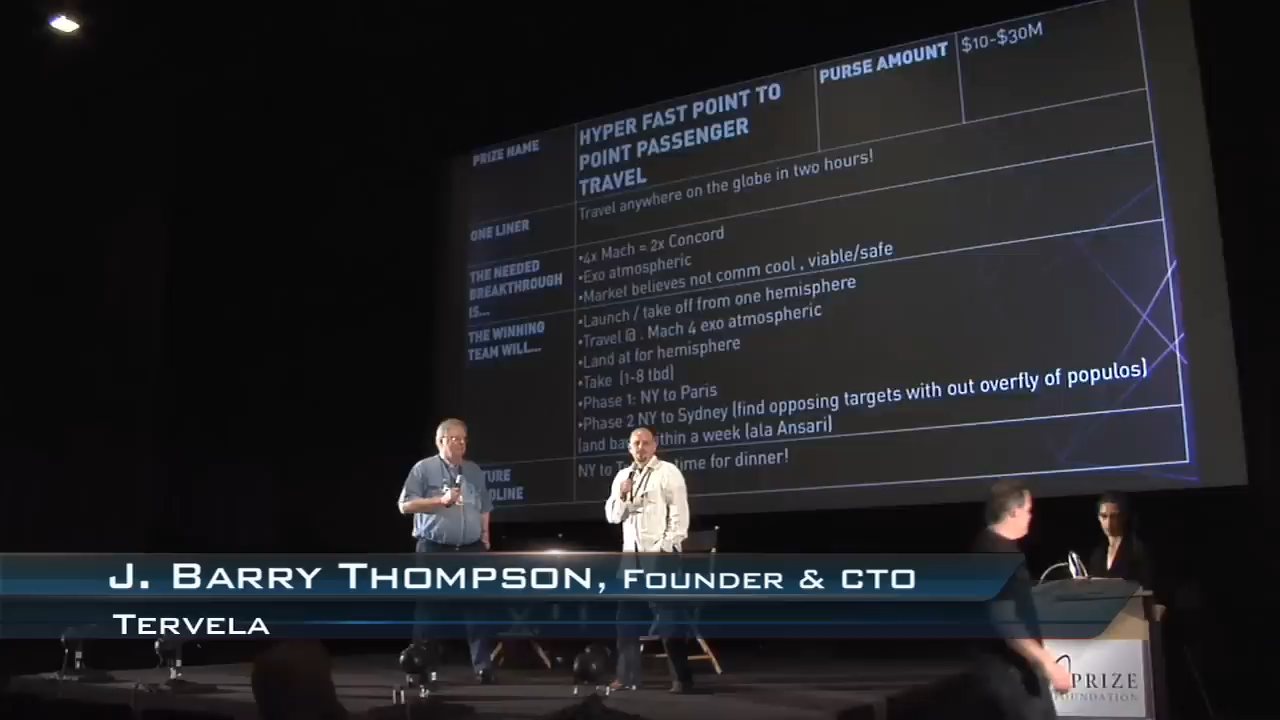 PRIZE NAME
HYPER FAST POINT TO
POINT PASSENGER
TRAVEL
PURSE AMOUNT
$10-$30M
ONE LINER
Travel anywhere on the globe in two hours!
THE NEEDED
BREAKTHROUGH
IS...
•4x Mach = 2x Concord
•Exo atmospheric
•Market believes not comm cool , viable/safe
THE WINNING
TEAM WILL...
•Launch / take off from one hemisphere
•Travel @ . Mach 4 exo atmospheric
•Land at for hemisphere
•Take (1-8 tbd)
•Phase 1: NY to Paris
•Phase 2 NY to Sydney (find opposing targets with out overfly of populos)
(and within a week (ala Ansari)
NY to time for dinner!
J. Barry Thompson, Founder & CTO
Tervela
PRIZE
FOUNDATION